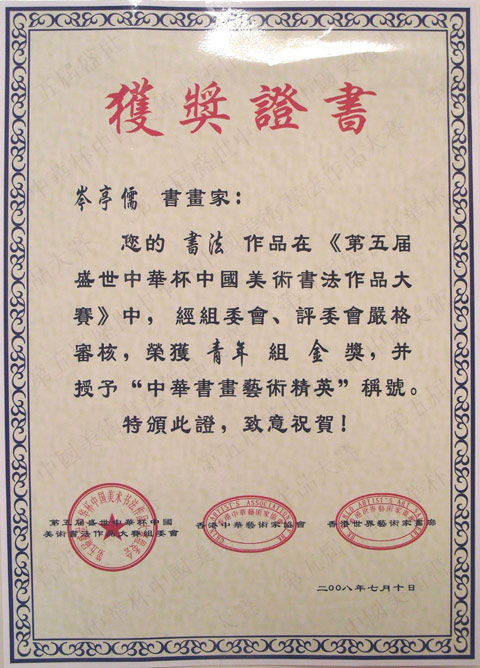 獲獎證書
岑亭儒 書畫家：
您的 書法 作品在《第五届
盛世中華杯中國美術書法作品大
賽》中，經組委會、評委會嚴格
審核，榮獲 青年 組 金 獎，并
授予“中華書畫藝術精英”稱號。
特頒此證，致意祝賀！
第五届盛世中華杯中國
美術書法作品大賽組委會
香港中華藝術家協會
香港世界藝術家畫廊
二00八年七月十日